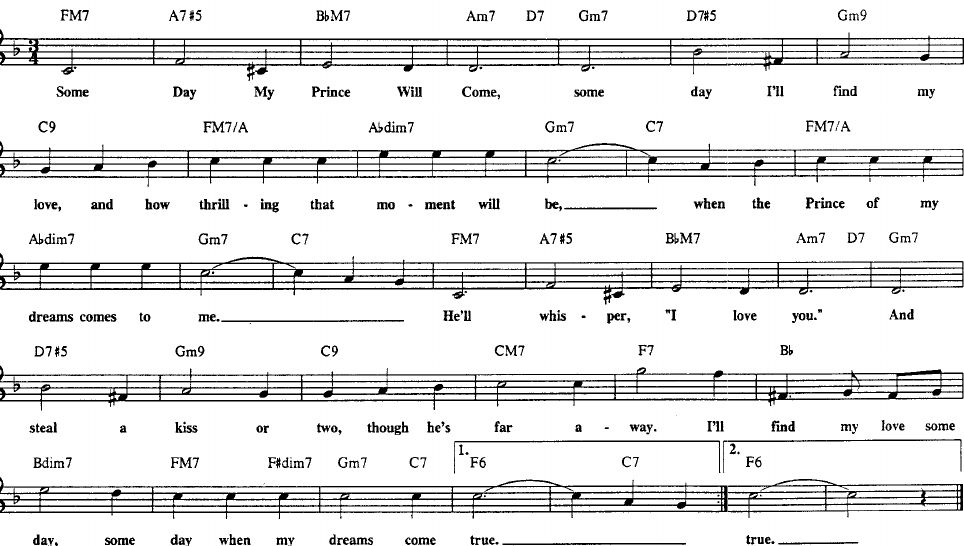 FM7 A7#5 B♭M7 Am7 D7 Gm7 D7#5 Gm9
3 4
Some Day My Prince Will Come, some day I'll find my
C9 FM7/A A♭dim7 Gm7 C7 FM7/A
love, and how thrill - ing that mo - ment will be, when the Prince of my
A♭dim7 Gm7 C7 FM7 A7#5 B♭M7 Am7 D7 Gm7
dreams comes to me. He'll whis - per, "I love you." And
D7#5 Gm9 C9 CM7 F7 B♭
steal a kiss or two, though he's far a - way. I'll find my love some
1. 2.
Bdim7 FM7 F#dim7 Gm7 C7 F6 C7 F6
day, some day when my dreams come true. true.